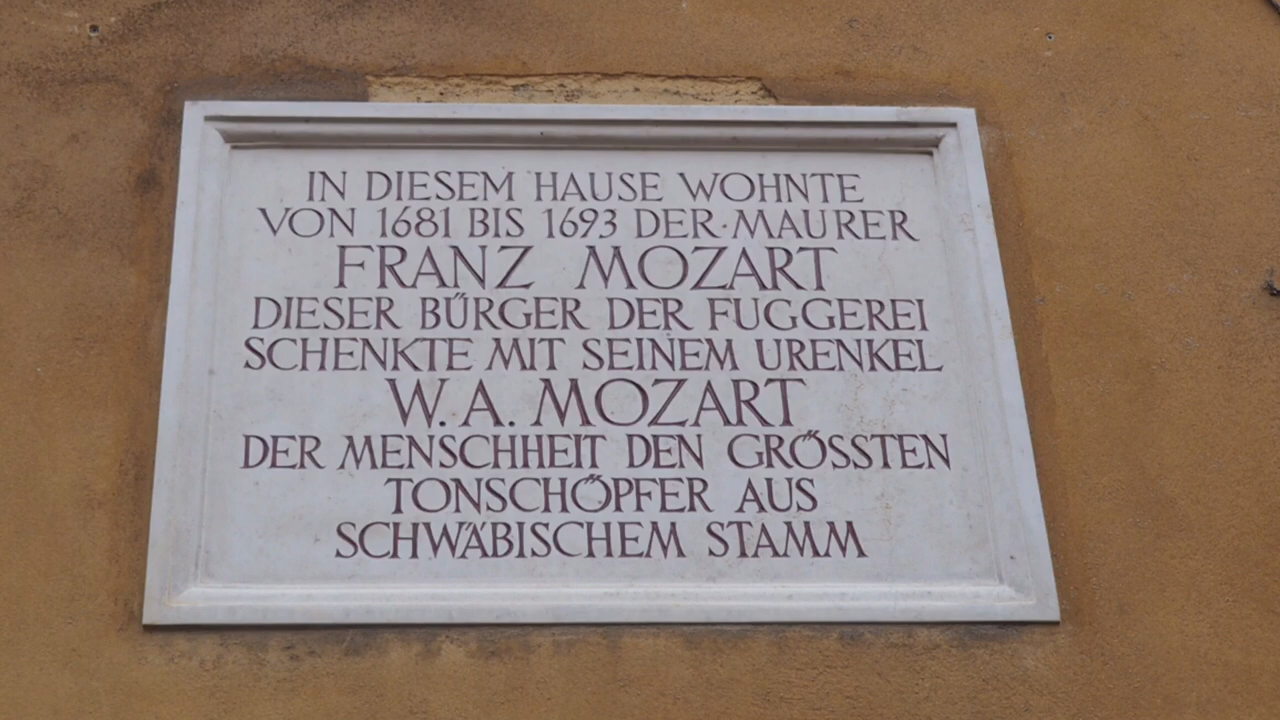 IN DIESEM HAUSE WOHNTE
VON 1681 BIS 1693 DER MAURER
FRANZ MOZART
DIESER BÜRGER DER FUGGEREI
SCHENKTE MIT SEINEM URENKEL
W. A. MOZART
DER MENSCHHEIT DEN GRÖSSTEN
TONSCHÖPFER AUS
SCHWÄBISCHEM STAMM